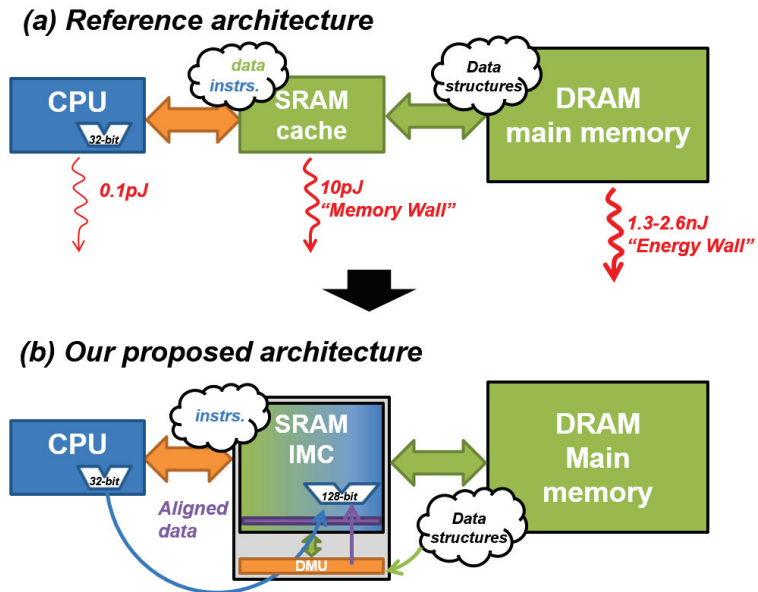 (a) Reference architecture
CPU
32-bit
data
instrs.
SRAM
cache
Data
structures
DRAM
main memory
0.1pJ
10pJ
“Memory Wall”
1.3-2.6nJ
“Energy Wall”
(b) Our proposed architecture
CPU
32-bit
instrs.
Aligned
data
SRAM
IMC
128-bit
DMU
DRAM
Main
memory
Data
structures